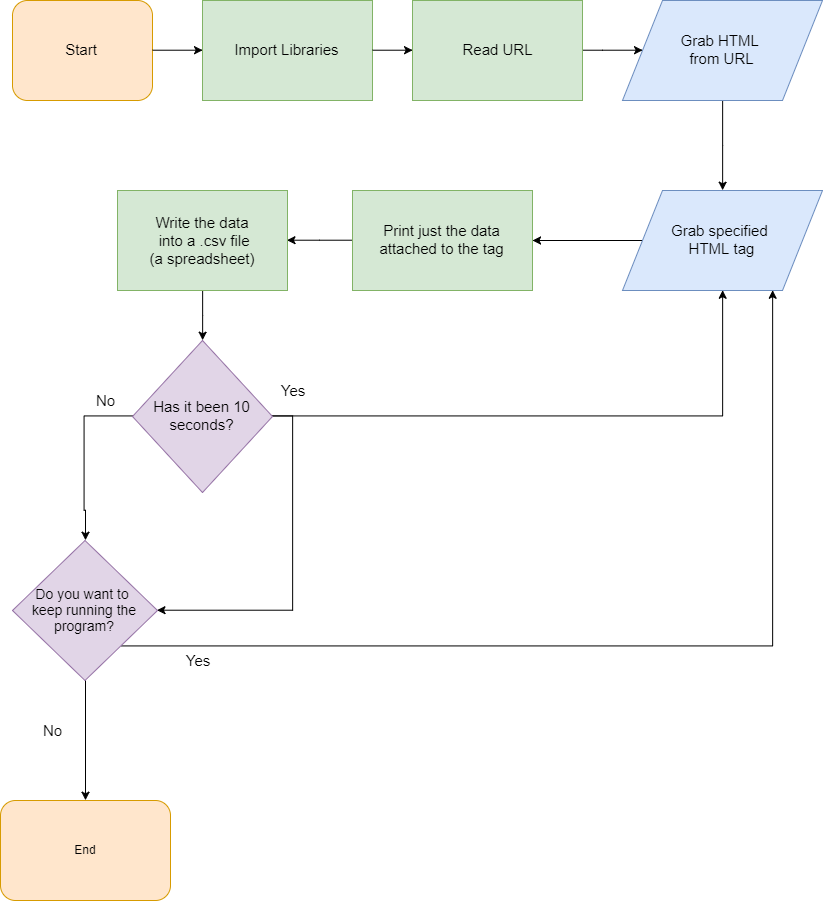 Start
Import Libraries
Read URL
Grab HTML
from URL
Write the data
into a .csv file
(a spreadsheet)
Print just the data
attached to the tag
Grab specified
HTML tag
No
Yes
Has it been 10
seconds?
Do you want to
keep running the
program?
Yes
No
End